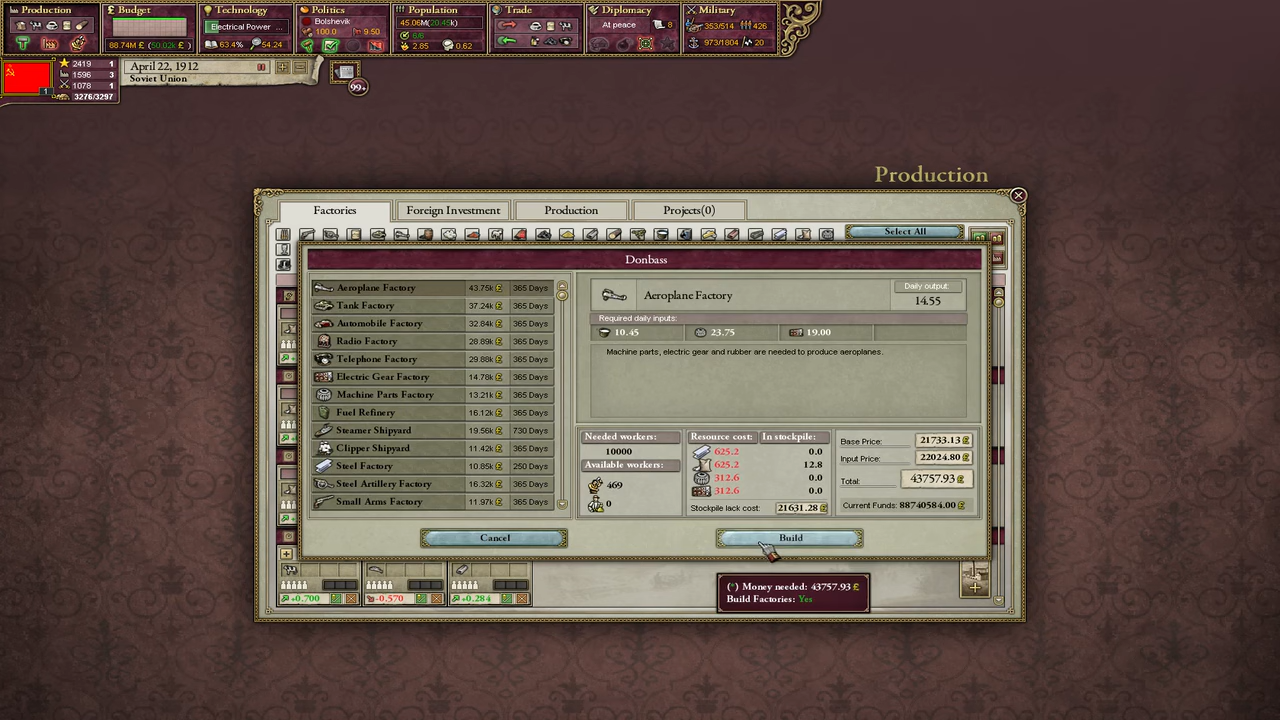 Production
Budget
Technology
Politics
Population
Trade
Diplomacy
Military
Electrical Power ...
Bolshevik
45.06M(20.45k)
At peace
8
353/514
426
100.0
9.50
6/6
88.74M £ (50.02k £ )
63.4%
54.24
2.85
0.62
973/1804
20
2419 1
1596 3
1078 1
1
3276/3297
April 22, 1912
Soviet Union
99+
Production
Factories
Foreign Investment
Production
Projects(0)
Select All
Donbass
Aeroplane Factory 43.75k£ 365 Days
Tank Factory 37.24k£ 365 Days
Automobile Factory 32.84k£ 365 Days
Radio Factory 28.89k£ 365 Days
Telephone Factory 29.88k£ 365 Days
Electric Gear Factory 14.78k£ 365 Days
Machine Parts Factory 13.21k£ 365 Days
Fuel Refinery 16.12k£ 365 Days
Steamer Shipyard 19.56k£ 730 Days
Clipper Shipyard 11.42k£ 365 Days
Steel Factory 10.85k£ 250 Days
Steel Artillery Factory 16.32k£ 365 Days
Small Arms Factory 11.97k£ 365 Days
Aeroplane Factory
Daily output:
14.55
Required daily inputs:
10.45
23.75
19.00
Machine parts, electric gear and rubber are needed to produce aeroplanes.
Needed workers:
10000
Available workers:
469
0
Resource cost: In stockpile:
625.2 0.0
625.2 12.8
312.6 0.0
312.6 0.0
Stockpile lack cost: 21631.28£
Base Price: 21733.13£
Input Price: 22024.80£
Total: 43757.93£
Current Funds: 88740584.00£
Cancel
Build
(*) Money needed: 43757.93£
Build Factories: Yes
+0.700
-0.570
+0.284